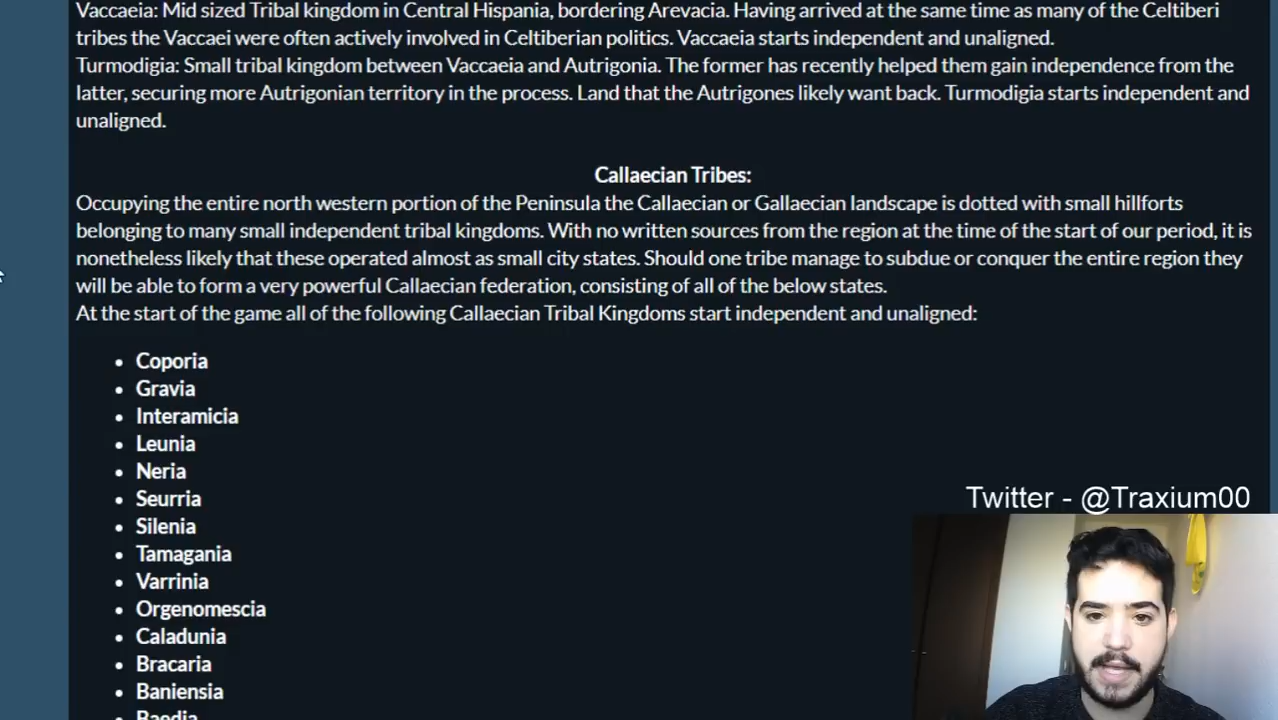 Vaccaeia: Mid sized Tribal kingdom in Central Hispania, bordering Arevacia. Having arrived at the same time as many of the Celtiberi
tribes the Vaccaei were often actively involved in Celtiberian politics. Vaccaeia starts independent and unaligned.
Turmodigia: Small tribal kingdom between Vaccaeia and Autrigonia. The former has recently helped them gain independence from the
latter, securing more Autrigonian territory in the process. Land that the Autrigones likely want back. Turmodigia starts independent and
unaligned.
Callaecian Tribes:
Occupying the entire north western portion of the Peninsula the Callaecian or Gallaecian landscape is dotted with small hillforts
belonging to many small independent tribal kingdoms. With no written sources from the region at the time of the start of our period, it is
nonetheless likely that these operated almost as small city states. Should one tribe manage to subdue or conquer the entire region they
will be able to form a very powerful Callaecian federation, consisting of all of the below states.
At the start of the game all of the following Callaecian Tribal Kingdoms start independent and unaligned:
• Coporia
• Gravia
• Interamicia
• Leunia
• Neria
• Seurria
• Silenia
• Tamagania
• Varrinia
• Orgenomescia
• Caladunia
• Bracaria
• Baniensia
• Baedia
Twitter - @Traxium00